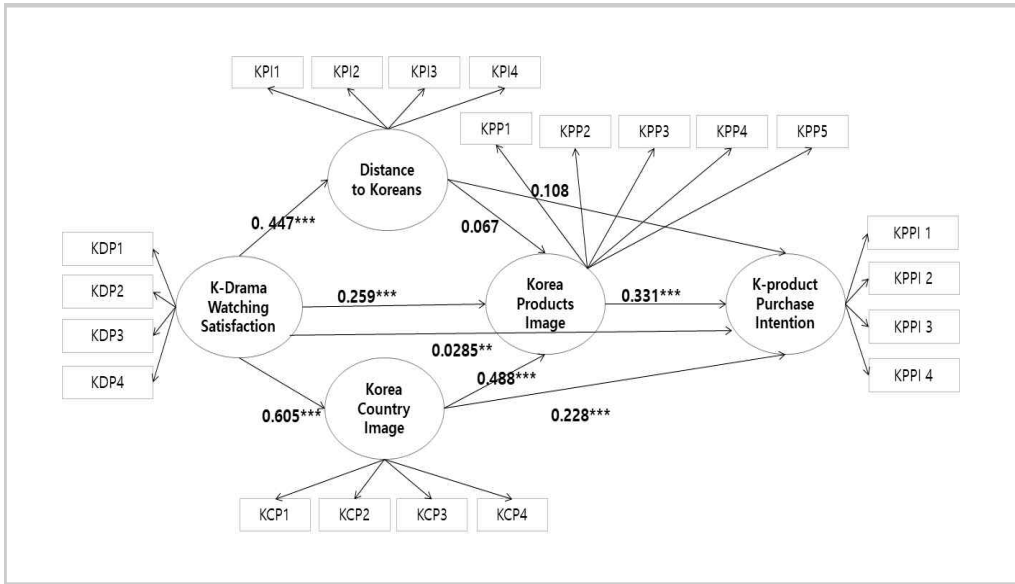 KPI1
KPI2
KPI3
KPI4
KPP1
KPP2
KPP3
KPP4
KPP5
Distance
to Koreans
0.108
0. 447***
0.067
KDP1
KDP2
KDP3
KDP4
K-Drama
Watching
Satisfaction
0.259***
Korea
Products
Image
0.331***
K-product
Purchase
Intention
KPPI 1
KPPI 2
KPPI 3
KPPI 4
0.0285**
0.488***
0.605***
Korea
Country
Image
0.228***
KCP1
KCP2
KCP3
KCP4